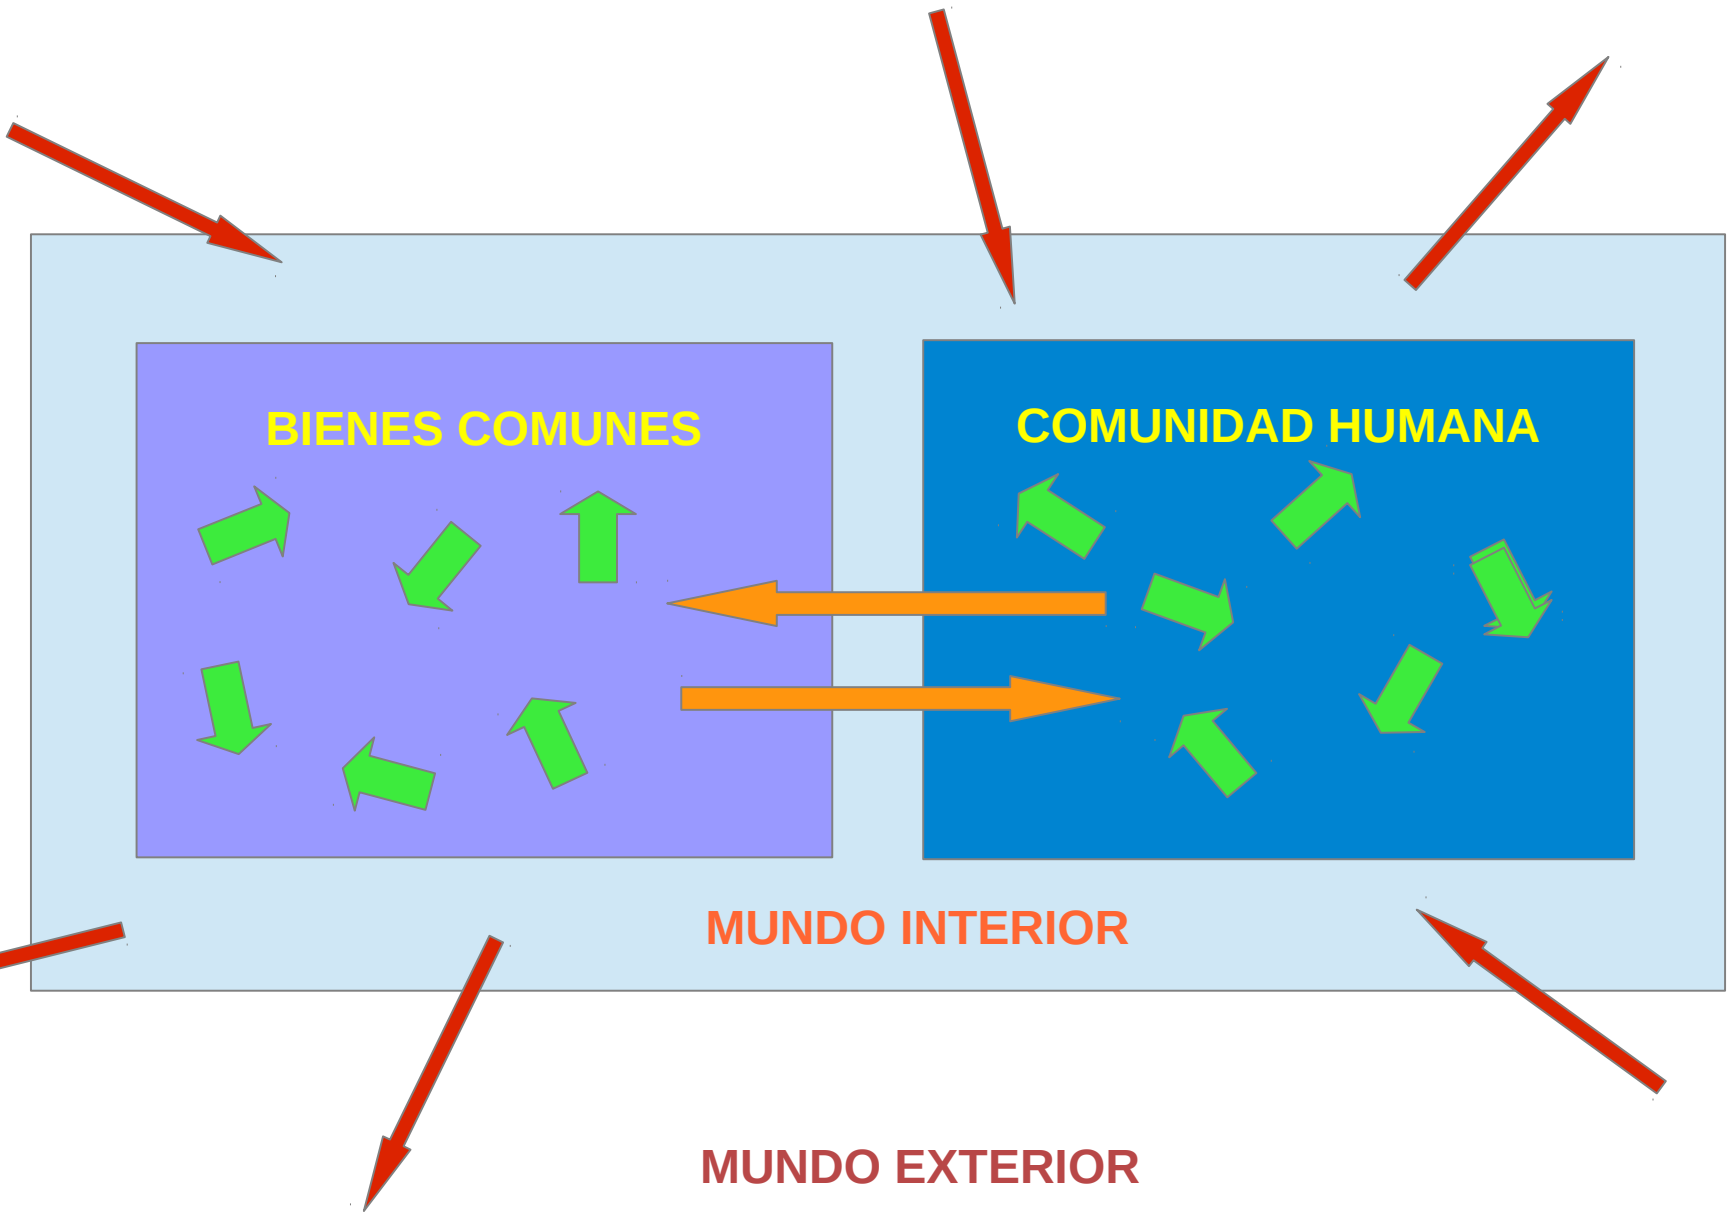 BIENES COMUNES
COMUNIDAD HUMANA
MUNDO INTERIOR
MUNDO EXTERIOR